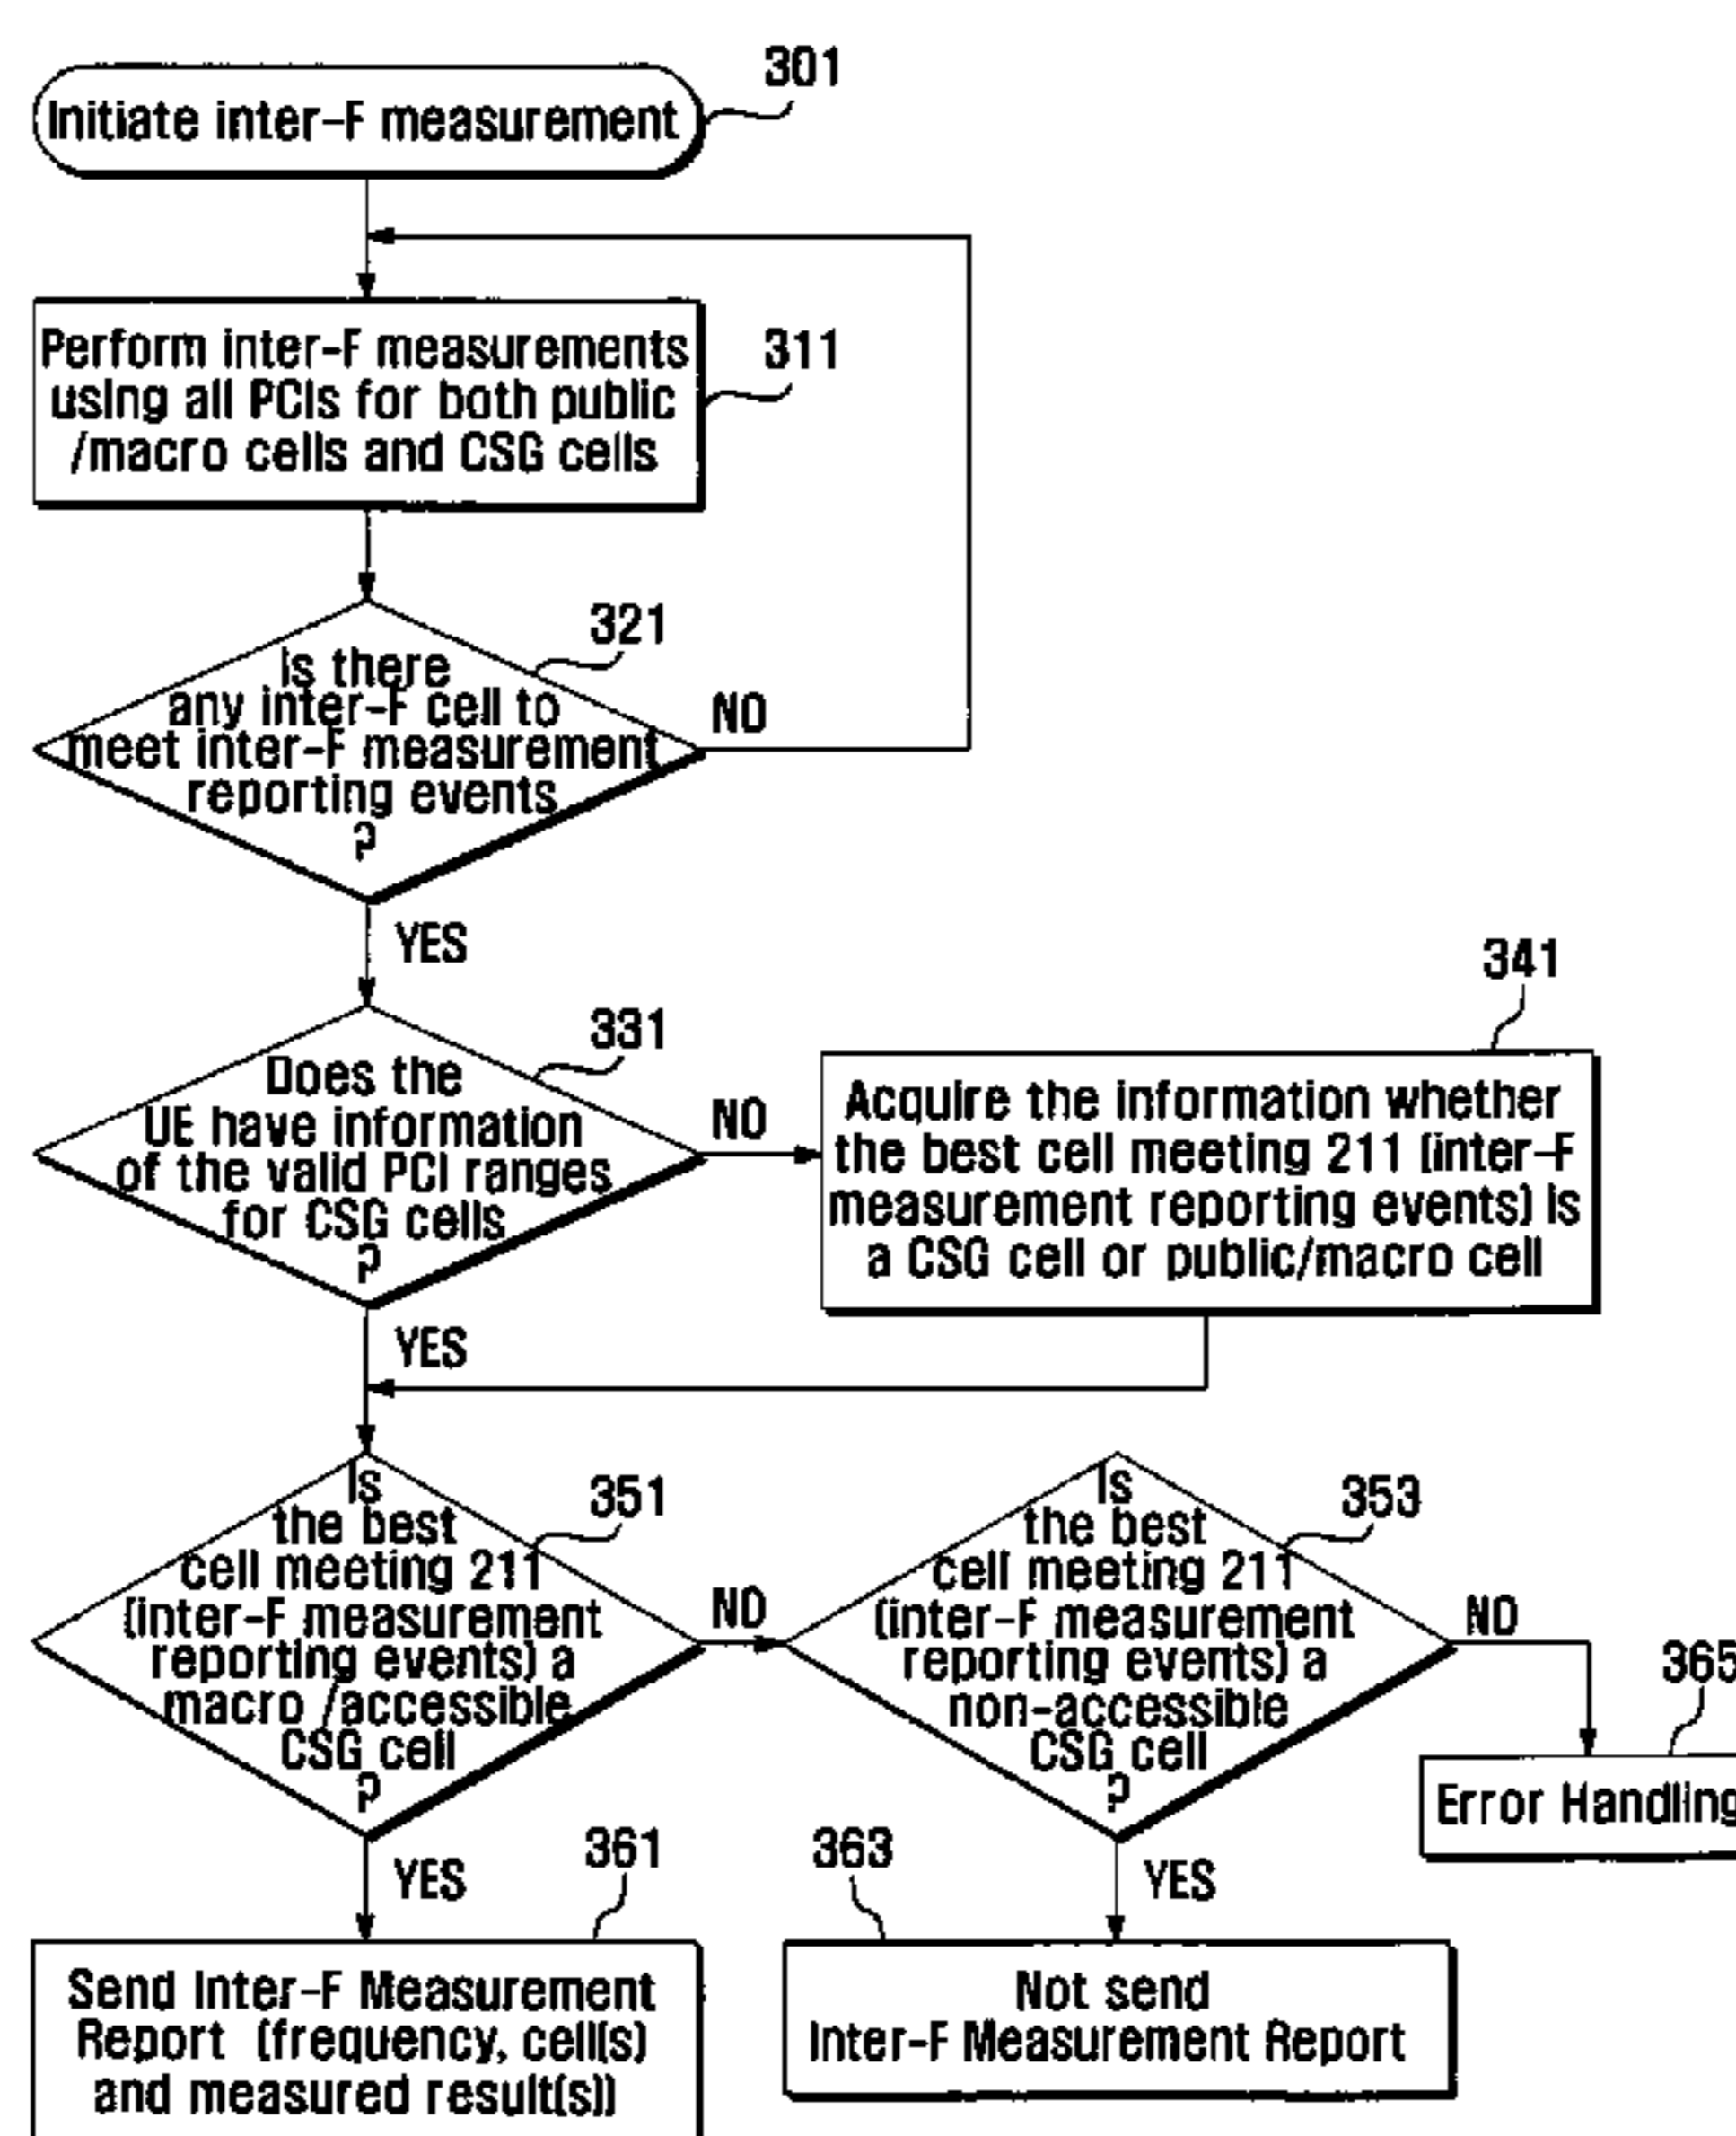 301
Initiate inter-F measurement
Perform inter-F measurements
using all PCIs for both public
/macro cells and CSG cells
311
321
Is there
any inter-F cell to
meet inter-F measurement
reporting events
?
NO
YES
331
Does the
UE have information
of the valid PCI ranges
for CSG cells
?
NO
YES
341
Acquire the information whether
the best cell meeting 211 (inter-F
measurement reporting events) is
a CSG cell or public/macro cell
351
Is
the best
cell meeting 211
(inter-F measurement
reporting events) a
macro /accessible
CSG cell
?
NO
YES
353
Is
the best
cell meeting 211
(inter-F measurement
reporting events) a
non-accessible
CSG cell
?
NO
YES
365
Error Handling
361
Send Inter-F Measurement
Report (frequency, cell(s)
and measured result(s))
363
Not send
Inter-F Measurement Report